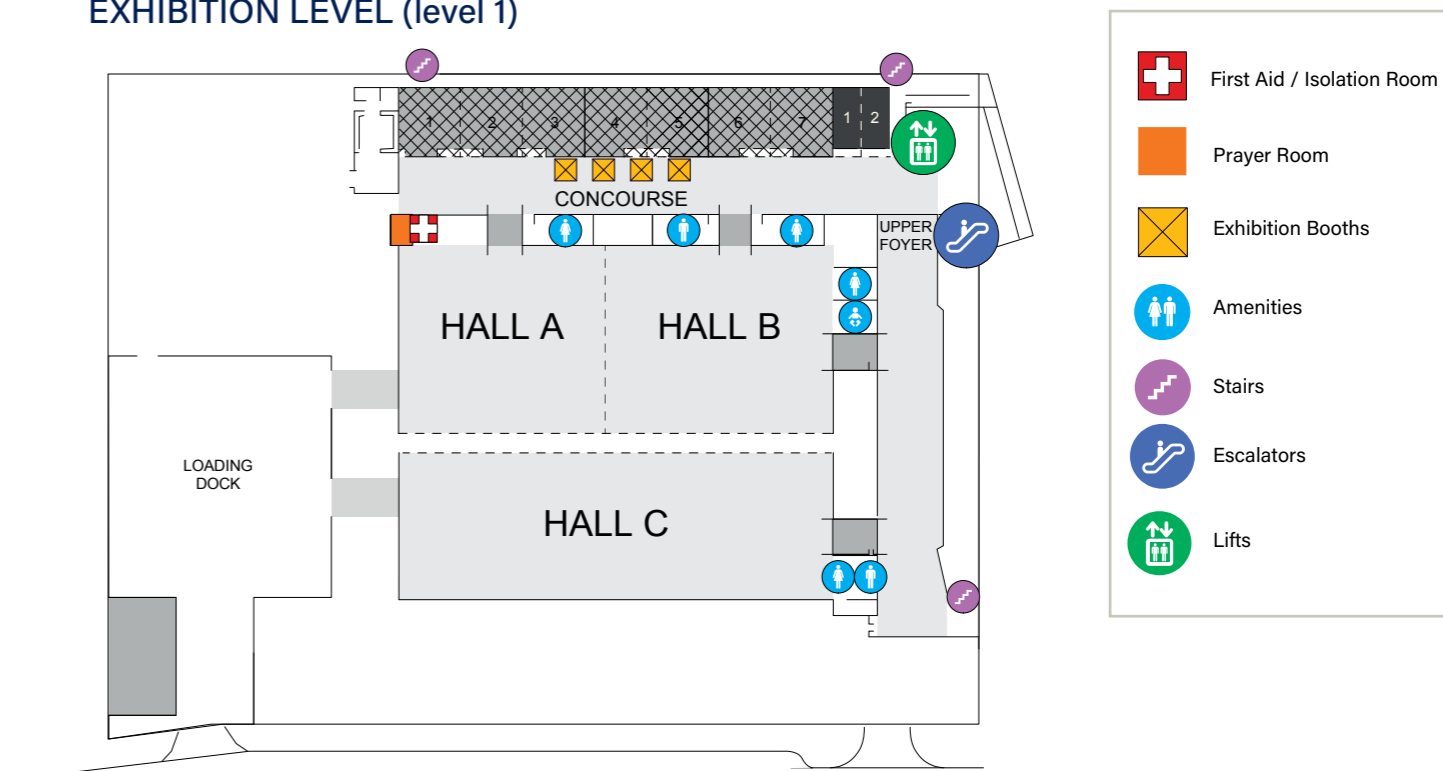 EXHIBITION LEVEL (level 1)
1 2 3 4 5 6 7 1 2
CONCOURSE
UPPER
FOYER
HALL A
HALL B
LOADING
DOCK
HALL C
First Aid / Isolation Room
Prayer Room
Exhibition Booths
Amenities
Stairs
Escalators
Lifts